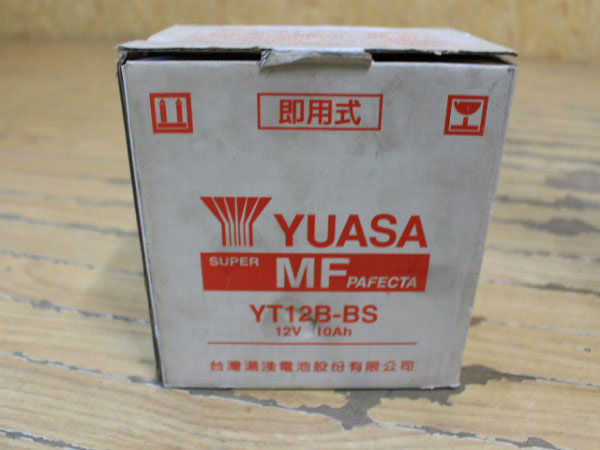 即用式
YUASA
SUPER MF PAFECTA
YT12B-BS
12V 10Ah
台灣湯淺電池股份有限公司